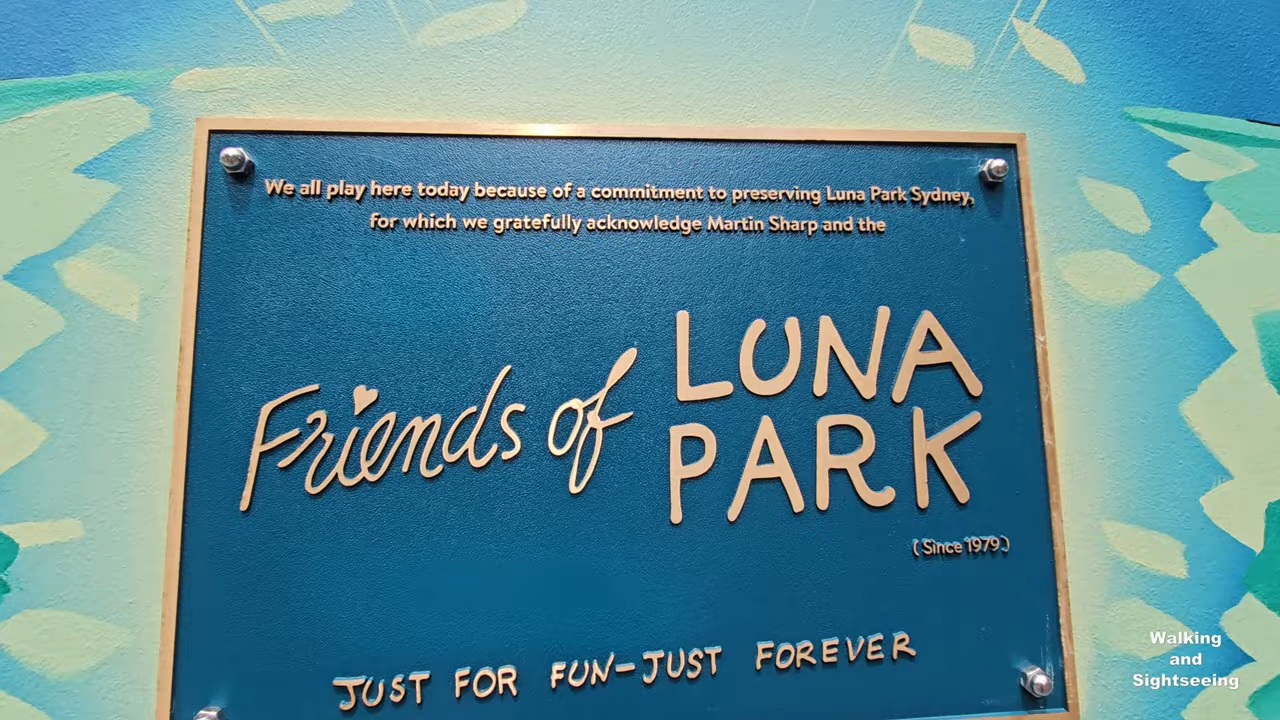 We all play here today because of a commitment to preserving Luna Park Sydney,
for which we gratefully acknowledge Martin Sharp and the
Friends of LUNA
PARK
(Since 1979)
JUST FOR FUN-JUST FOREVER
Walking
and
Sightseeing